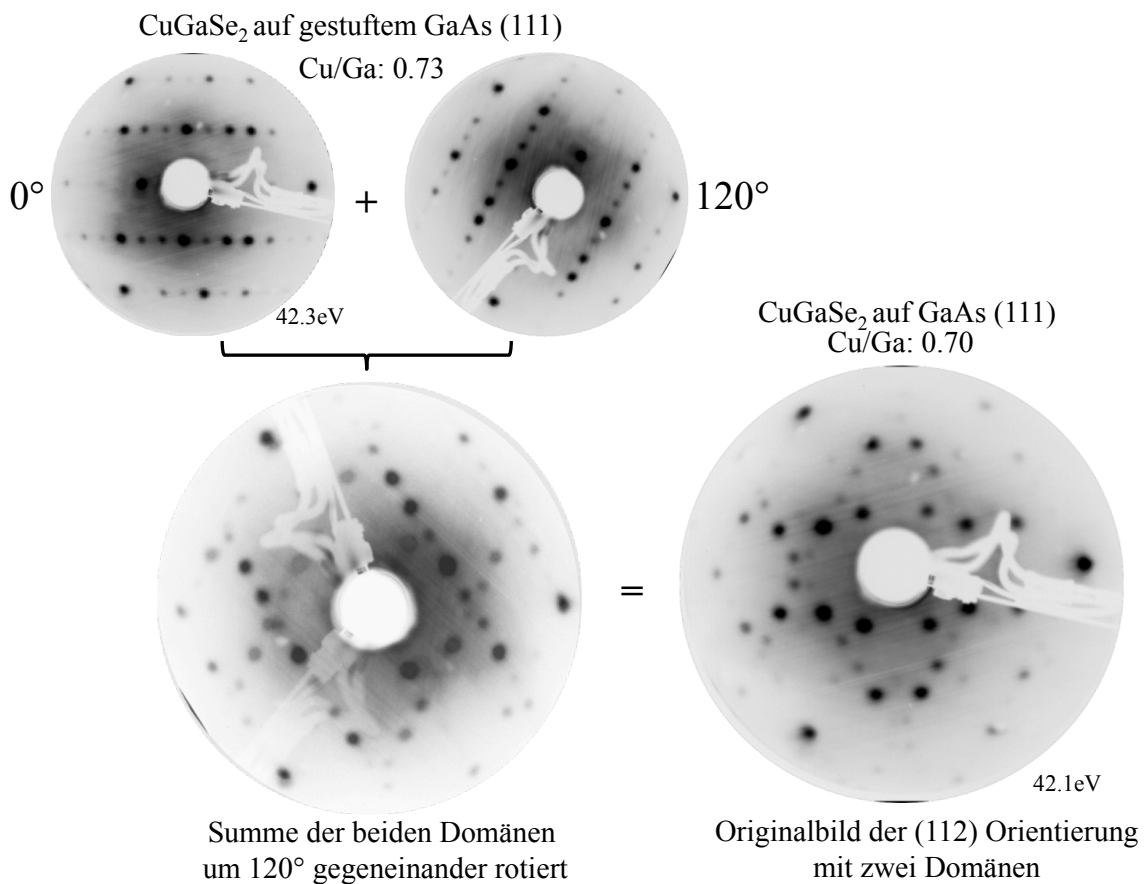 CuGaSe₂ auf gestuftem GaAs (111)
Cu/Ga: 0.73
0°
+
120°
42.3eV
CuGaSe₂ auf GaAs (111)
Cu/Ga: 0.70
=
42.1eV
Summe der beiden Domänen
um 120° gegeneinander rotiert
Originalbild der (112) Orientierung
mit zwei Domänen